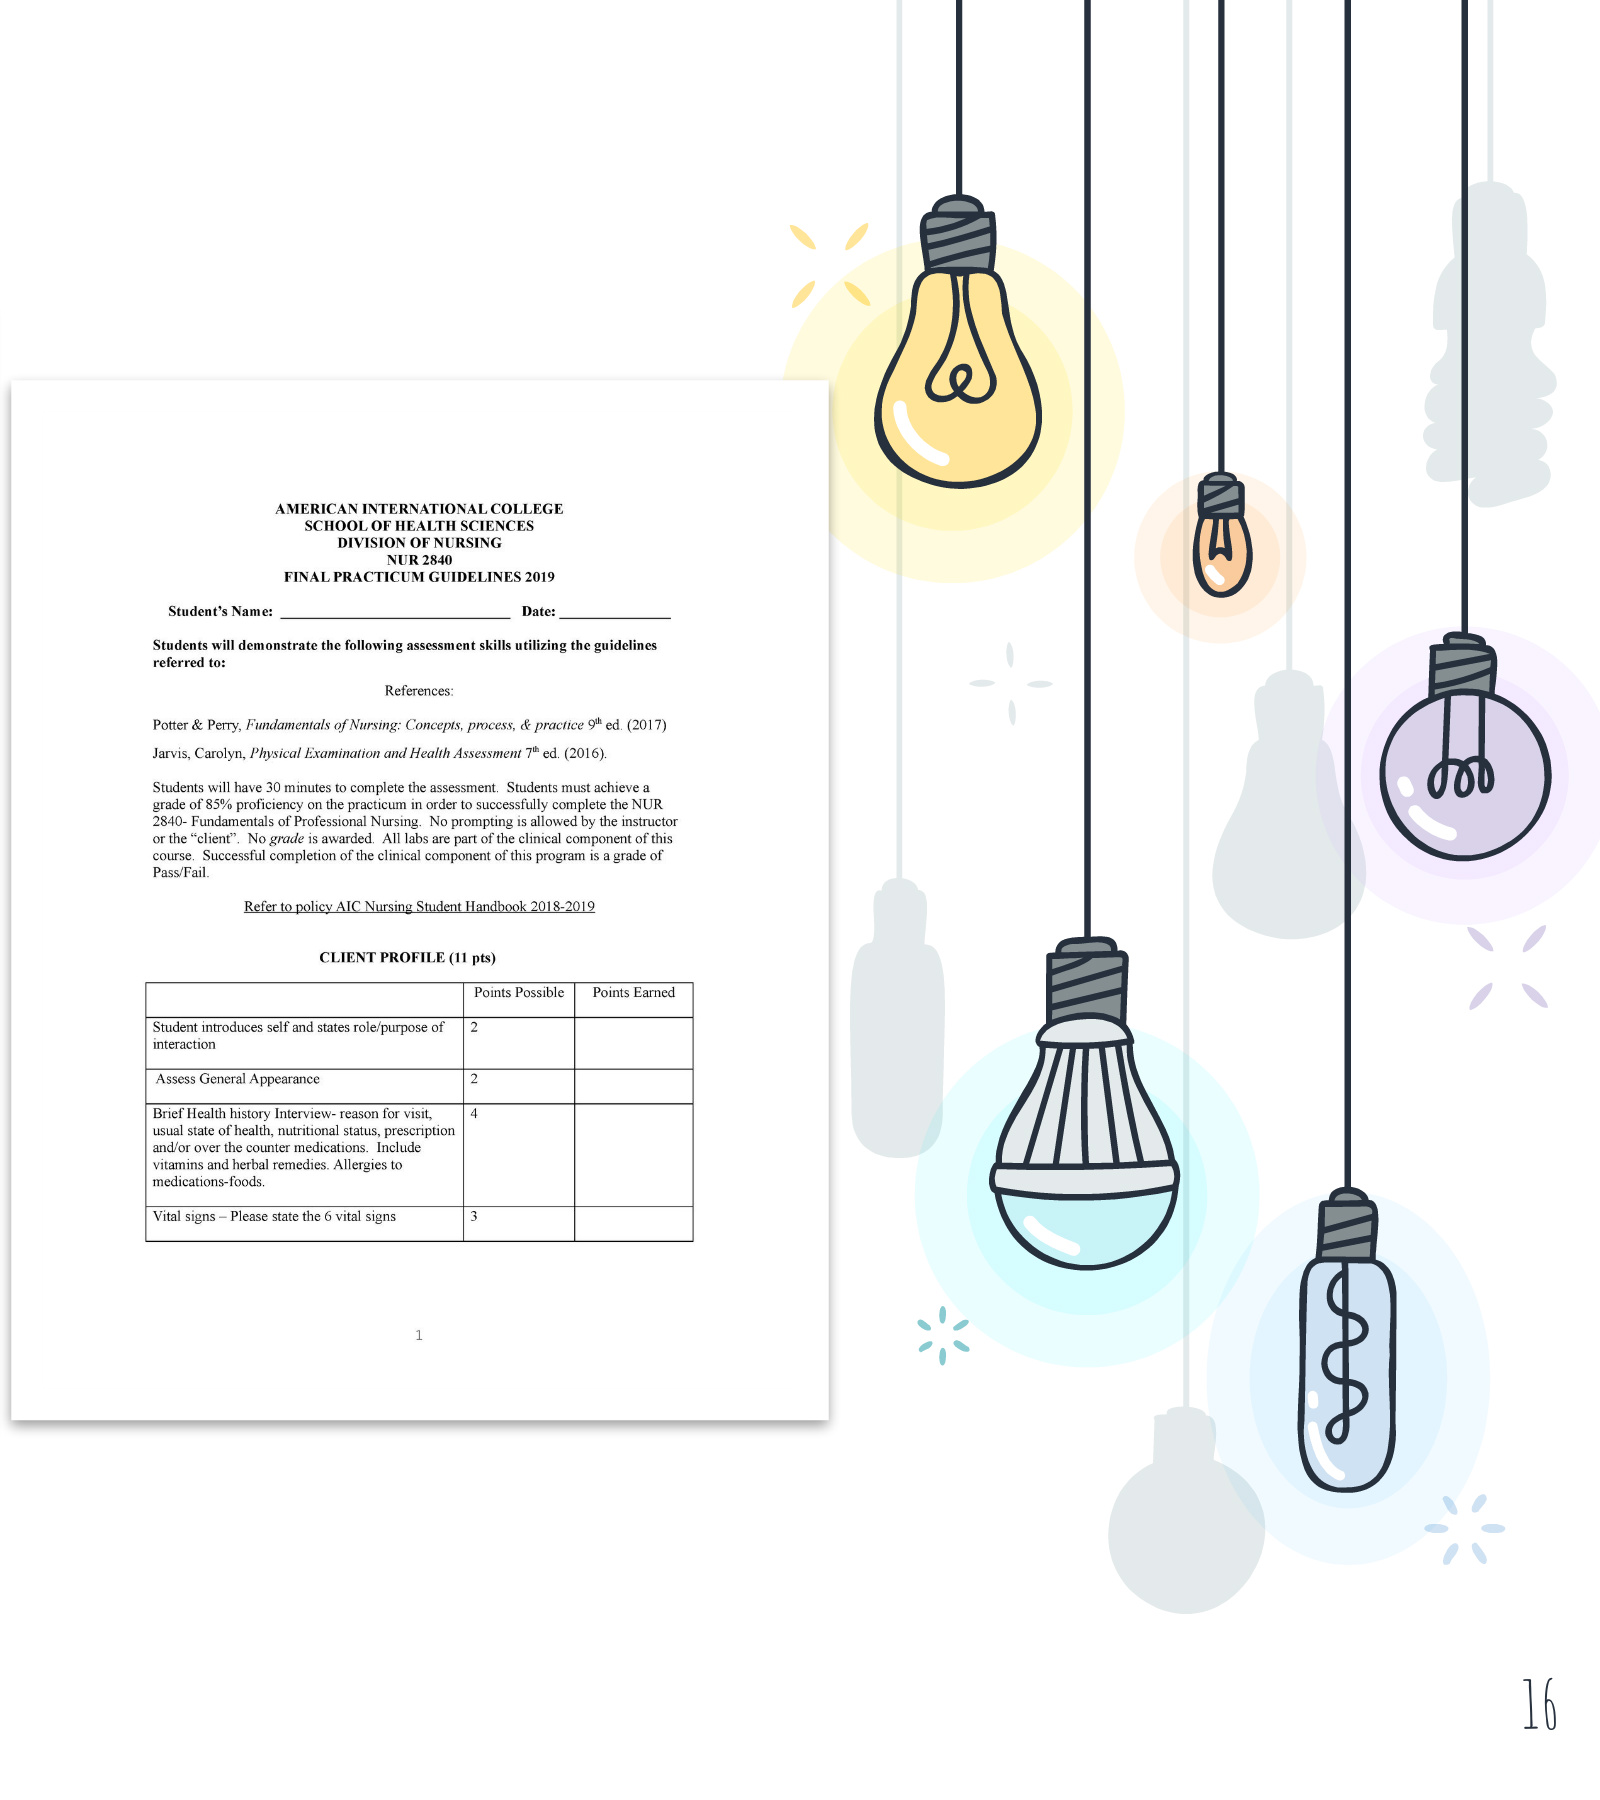 AMERICAN INTERNATIONAL COLLEGE
SCHOOL OF HEALTH SCIENCES
DIVISION OF NURSING
NUR 2840
FINAL PRACTICUM GUIDELINES 2019
Student’s Name: ______________________________ Date: _______________
Students will demonstrate the following assessment skills utilizing the guidelines
referred to:
References:
Potter & Perry, Fundamentals of Nursing: Concepts, process, & practice 9th ed. (2017)
Jarvis, Carolyn, Physical Examination and Health Assessment 7th ed. (2016).
Students will have 30 minutes to complete the assessment. Students must achieve a
grade of 85% proficiency on the practicum in order to successfully complete the NUR
2840- Fundamentals of Professional Nursing. No prompting is allowed by the instructor
or the “client”. No grade is awarded. All labs are part of the clinical component of this
course. Successful completion of the clinical component of this program is a grade of
Pass/Fail.
Refer to policy AIC Nursing Student Handbook 2018-2019
CLIENT PROFILE (11 pts)
Points Possible Points Earned
Student introduces self and states role/purpose of 2
interaction
Assess General Appearance 2
Brief Health history Interview- reason for visit, 4
usual state of health, nutritional status, prescription
and/or over the counter medications. Include
vitamins and herbal remedies. Allergies to
medications-foods.
Vital signs – Please state the 6 vital signs 3
1
16